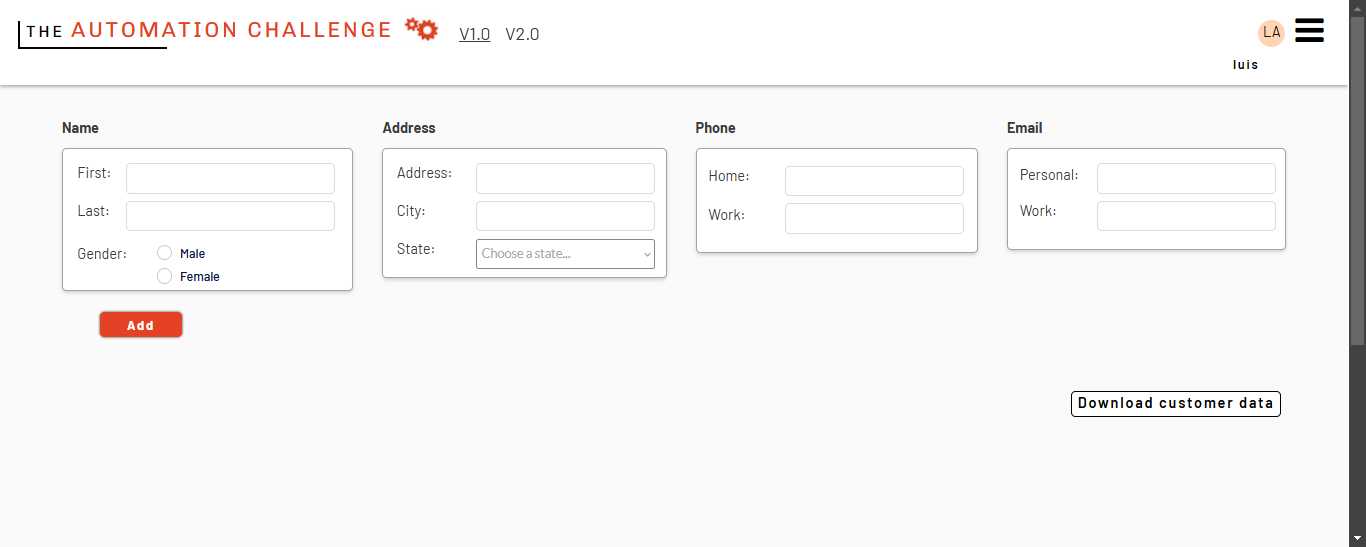 THE AUTOMATION CHALLENGE V1.0 V2.0 LA
luis
Name Address Phone Email
First: Address: Home: Personal:
Last: City: Work: Work:
Gender: Male State: Choose a state...
Female
Add
Download customer data